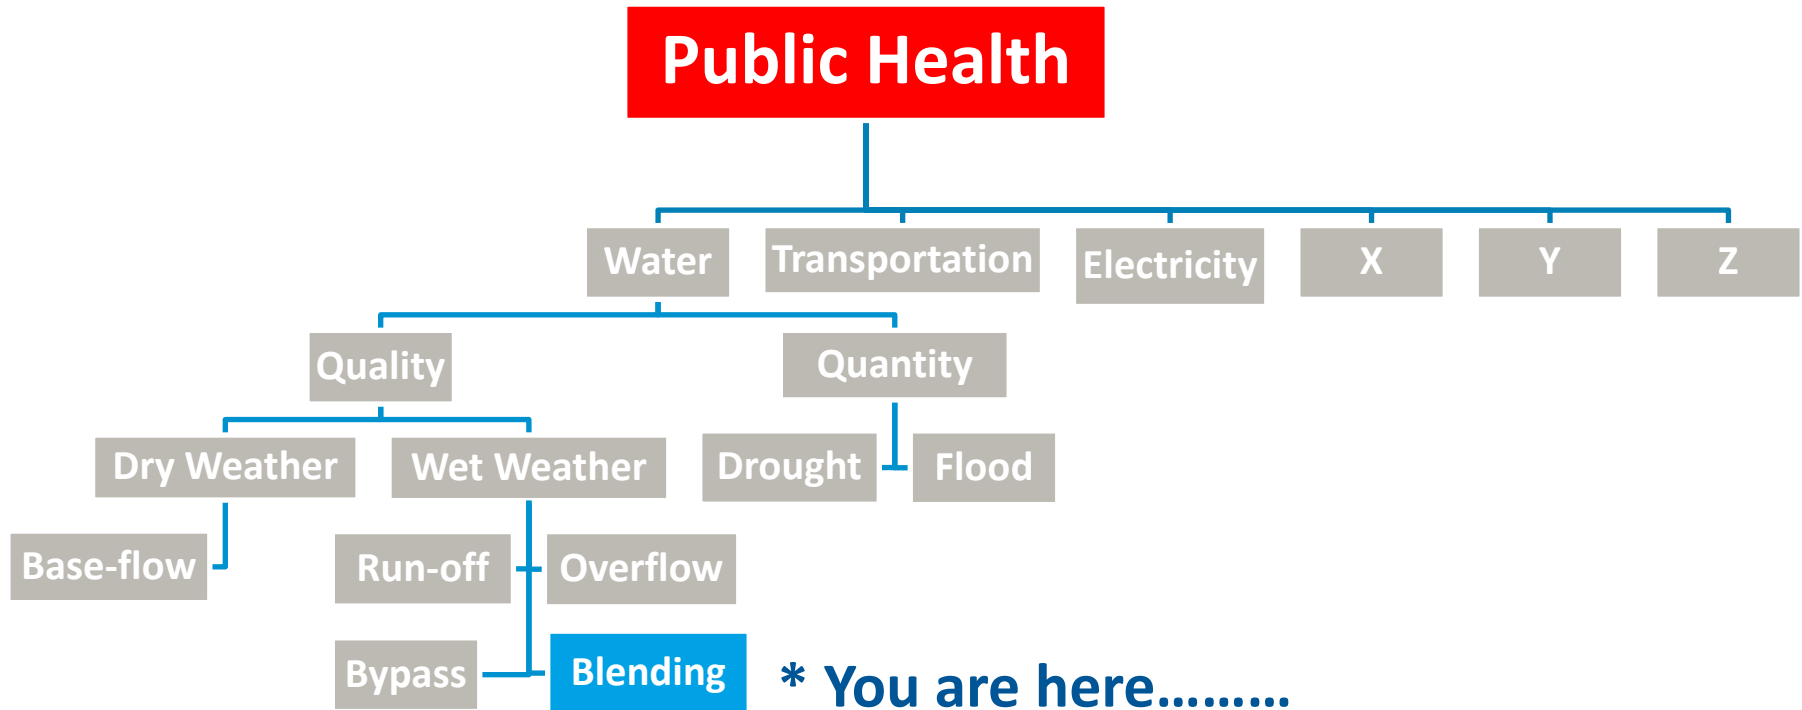 Public Health
Water
Transportation
Electricity
X
Y
Z
Quality
Quantity
Dry Weather
Wet Weather
Drought
Flood
Base-flow
Run-off
Overflow
Bypass
Blending
* You are here.........